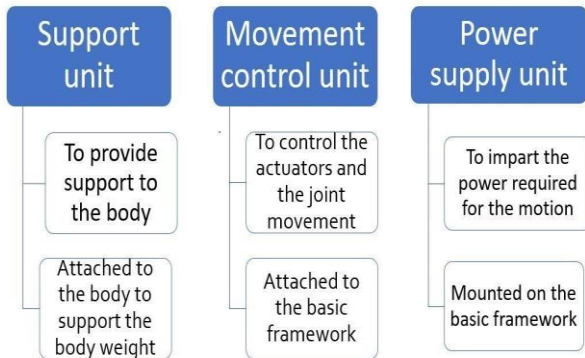 Support
unit
To provide
support to
the body
Attached to
the body to
support the
body weight
Movement
control unit
To control the
actuators and
the joint
movement
Attached to
the basic
framework
Power
supply unit
To impart the
power required
for the motion
Mounted on the
basic framework